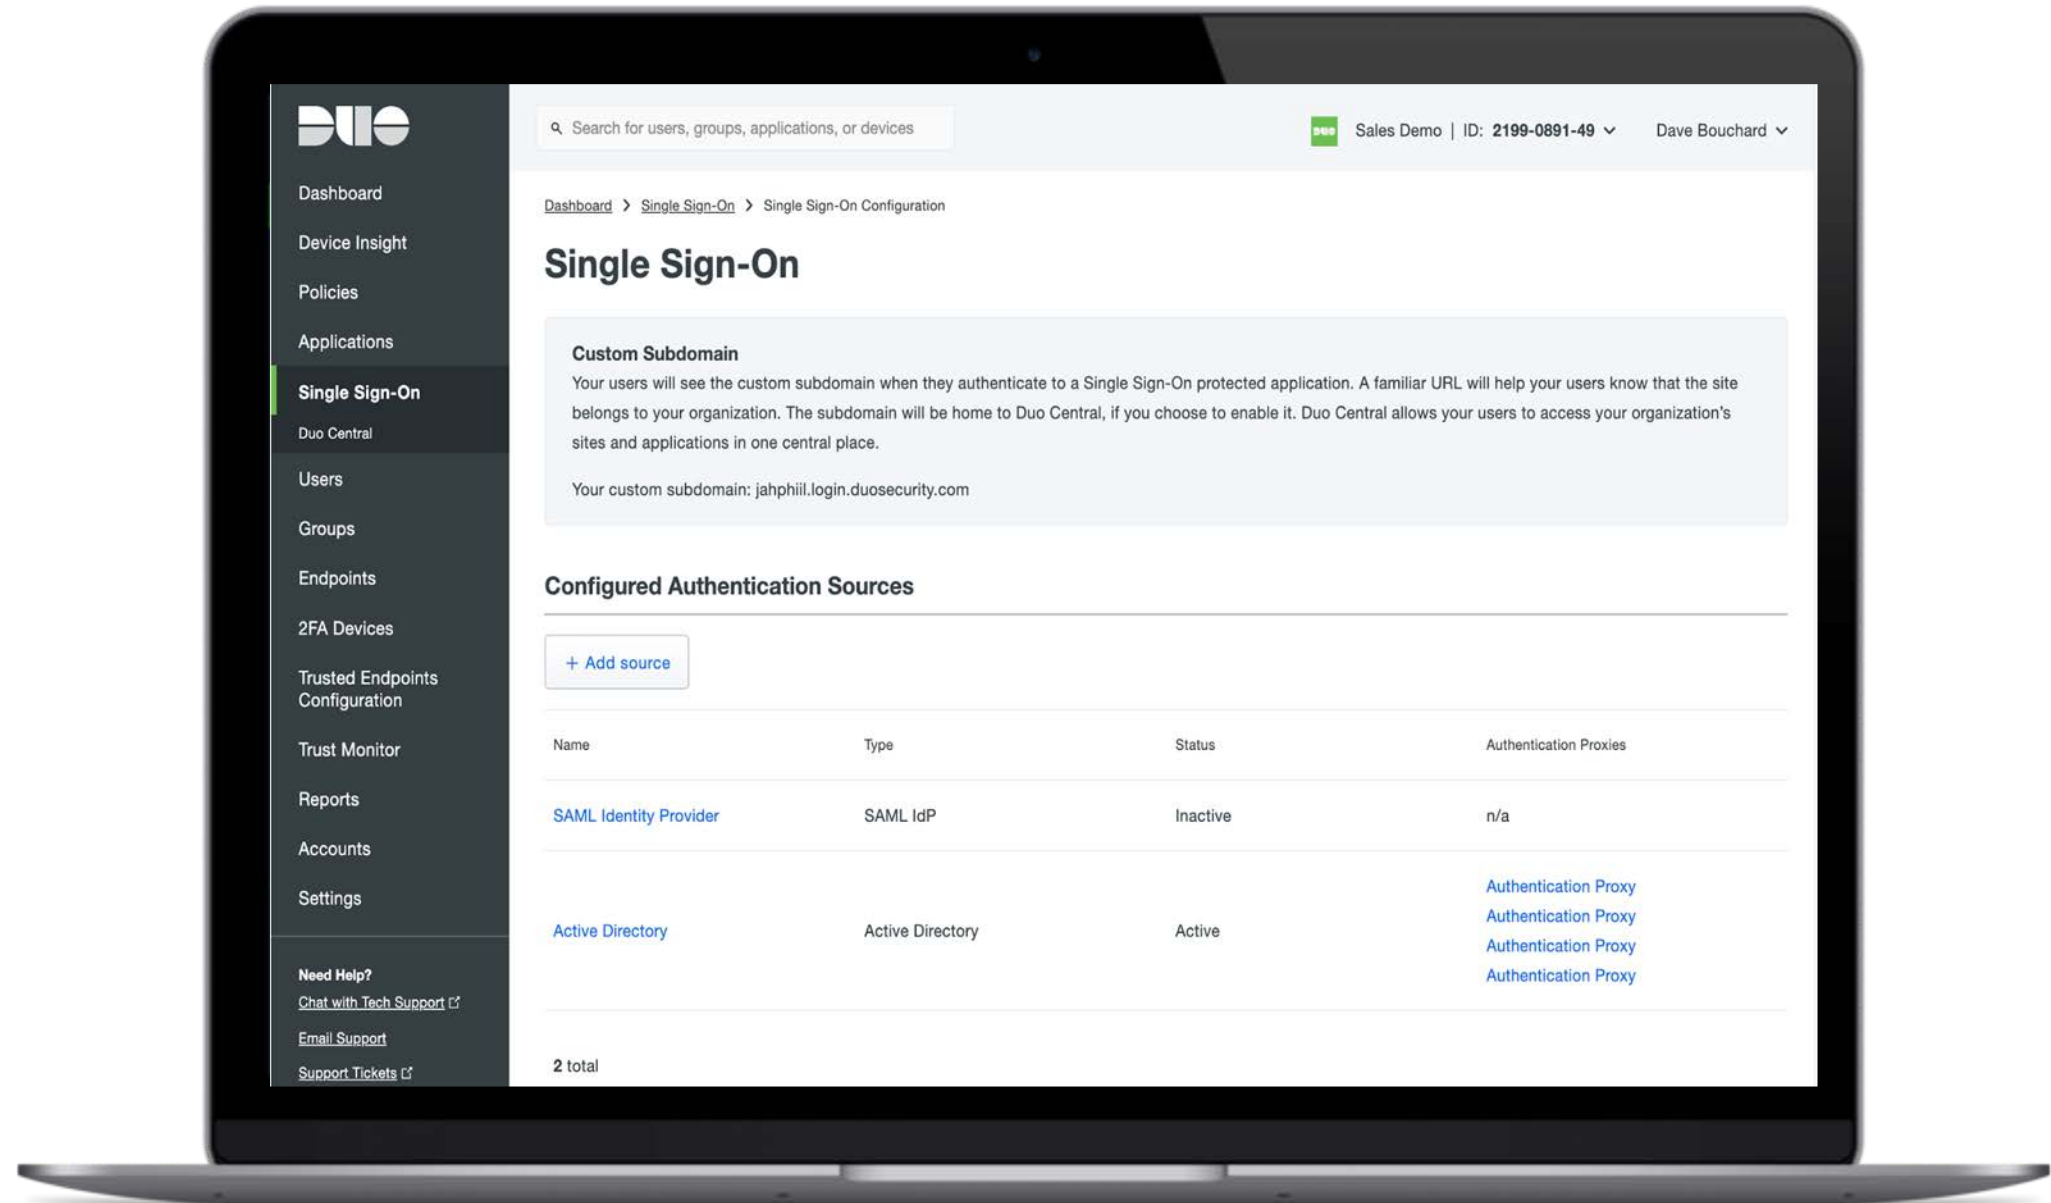 DUO
Search for users, groups, applications, or devices
DUO
Sales Demo | ID: 2199-0891-49
Dave Bouchard
Dashboard
Device Insight
Policies
Applications
Single Sign-On
Duo Central
Users
Groups
Endpoints
2FA Devices
Trusted Endpoints
Configuration
Trust Monitor
Reports
Accounts
Settings
Need Help?
Chat with Tech Support
Email Support
Support Tickets
Dashboard > Single Sign-On > Single Sign-On Configuration
Single Sign-On
Custom Subdomain
Your users will see the custom subdomain when they authenticate to a Single Sign-On protected application. A familiar URL will help your users know that the site
belongs to your organization. The subdomain will be home to Duo Central, if you choose to enable it. Duo Central allows your users to access your organization's
sites and applications in one central place.
Your custom subdomain: jahphiil.login.duosecurity.com
Configured Authentication Sources
+ Add source
Name Type Status Authentication Proxies
SAML Identity Provider SAML IdP Inactive n/a
Active Directory Active Directory Active
Authentication Proxy
Authentication Proxy
Authentication Proxy
Authentication Proxy
2 total